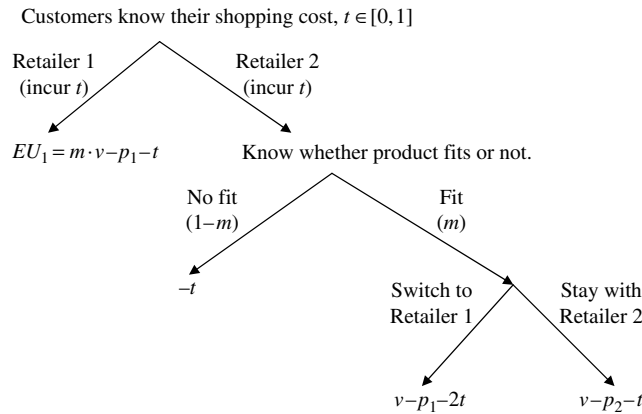 Customers know their shopping cost, t ∈ [0, 1]
Retailer 1
(incur t)
Retailer 2
(incur t)
EU₁ = m·v−p₁−t
Know whether product fits or not.
No fit
(1−m)
Fit
(m)
−t
Switch to
Retailer 1
Stay with
Retailer 2
v−p₁−2t
v−p₂−t